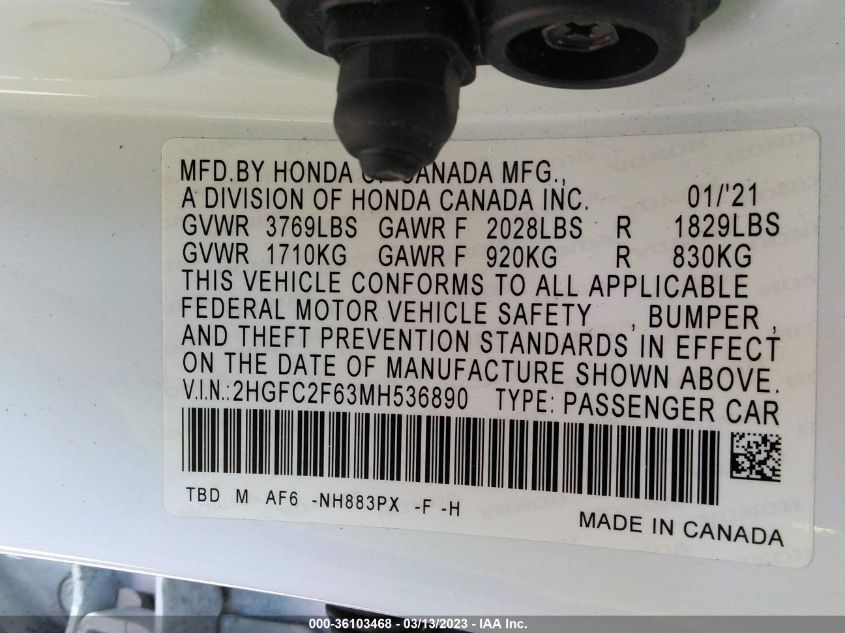 MFD.BY HONDA OF CANADA MFG.,
A DIVISION OF HONDA CANADA INC. 01/'21
GVWR 3769LBS GAWR F 2028LBS R 1829LBS
GVWR 1710KG GAWR F 920KG R 830KG
THIS VEHICLE CONFORMS TO ALL APPLICABLE
FEDERAL MOTOR VEHICLE SAFETY , BUMPER ,
AND THEFT PREVENTION STANDARDS IN EFFECT
ON THE DATE OF MANUFACTURE SHOWN ABOVE.
V.I.N.:2HGFC2F63MH536890 TYPE: PASSENGER CAR
TBD M AF6 -NH883PX -F -H
MADE IN CANADA
000-36103468 - 03/13/2023 - IAA Inc.